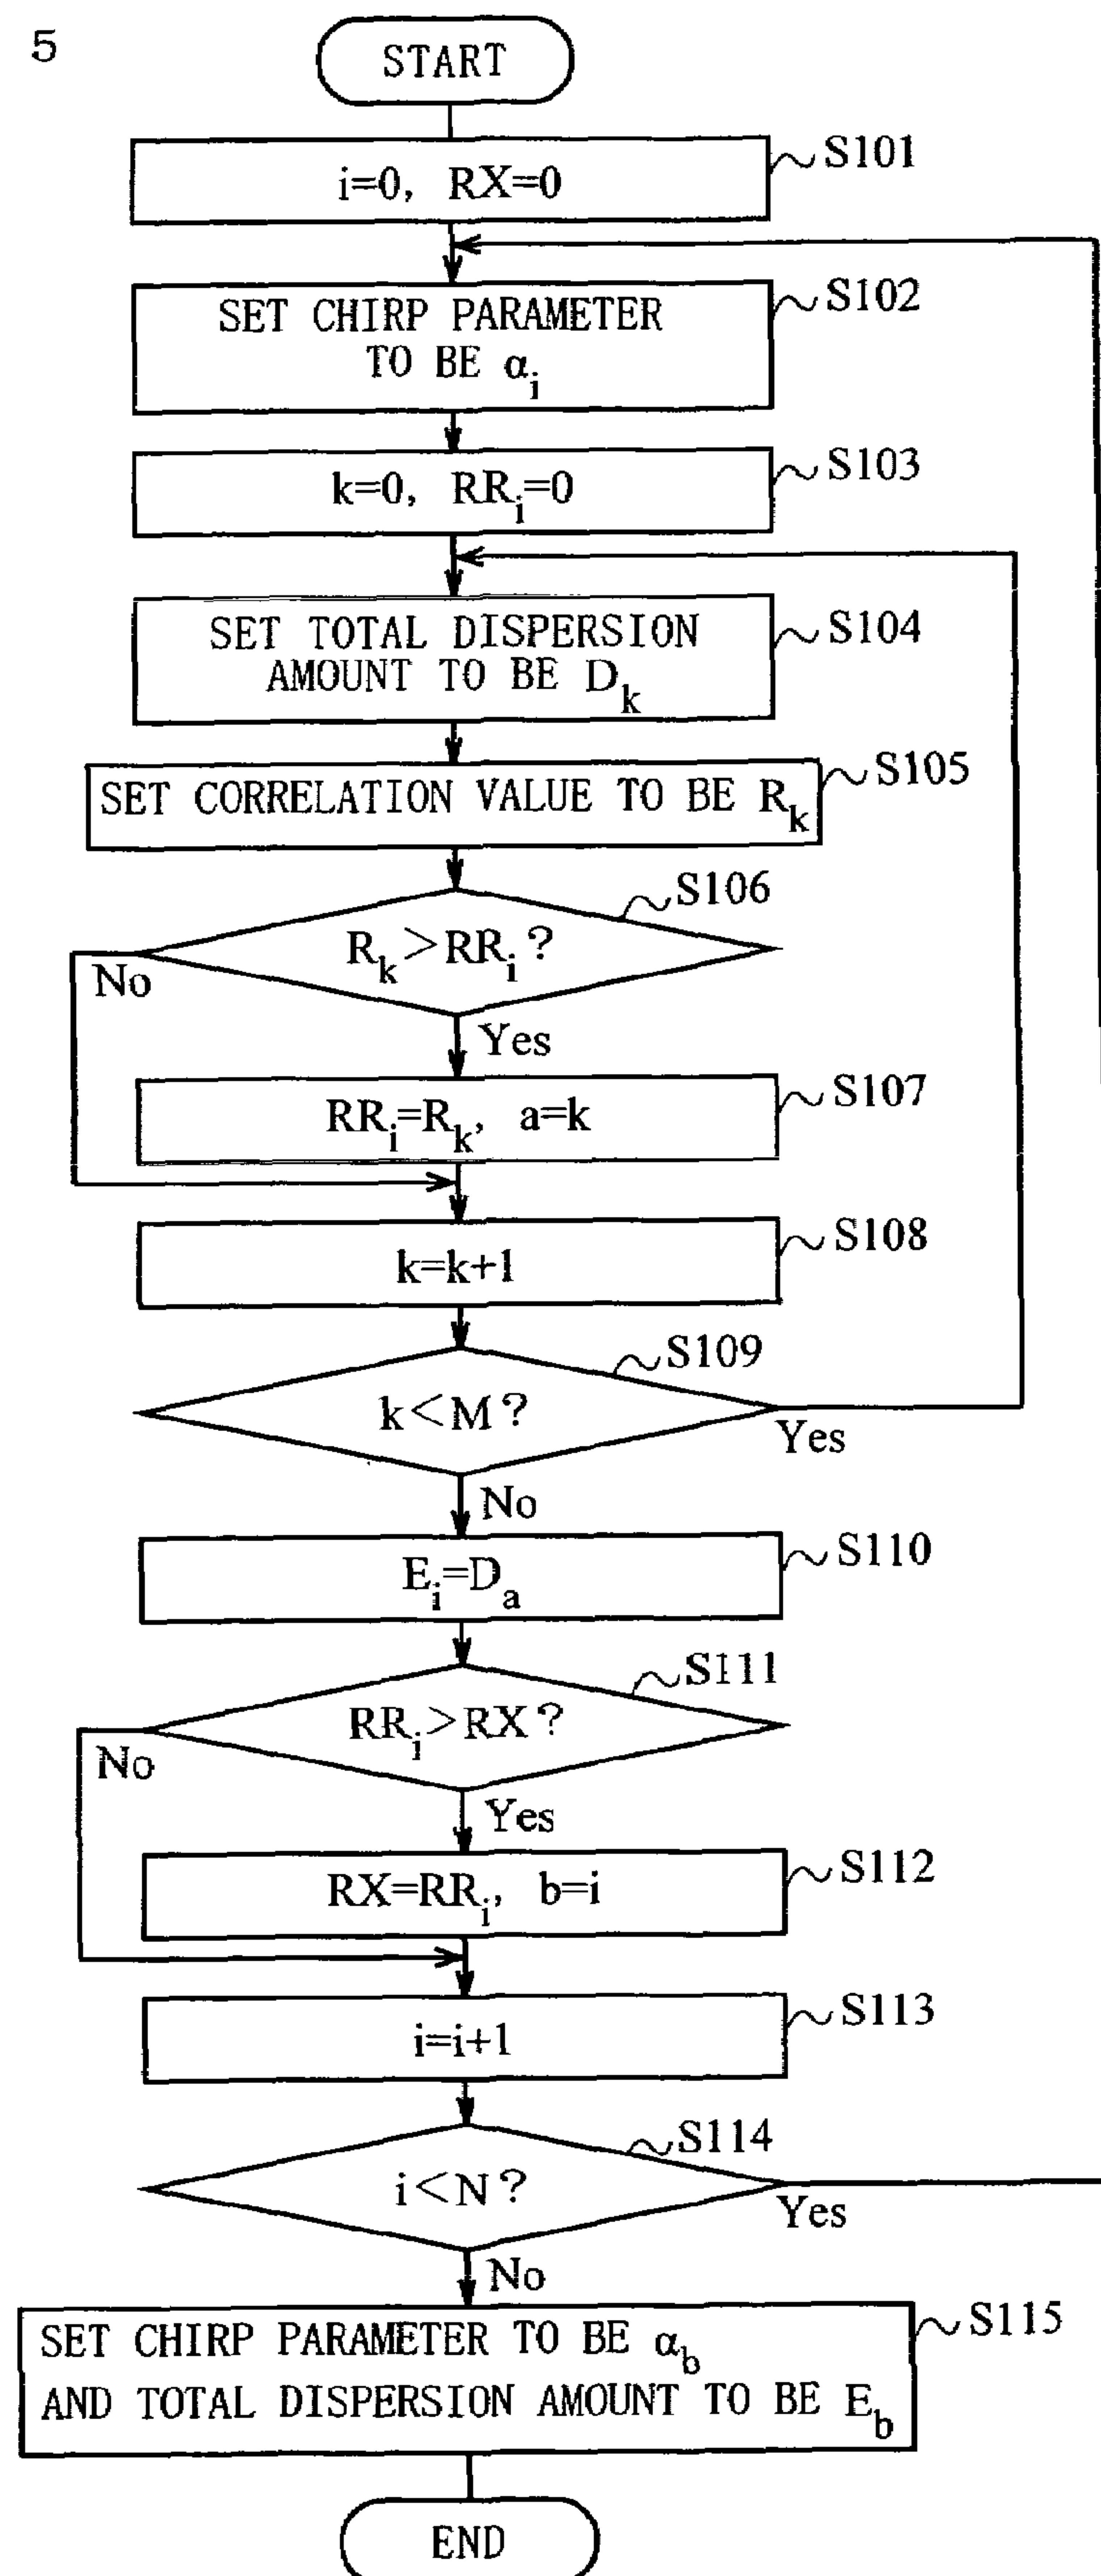 5
START
S101
i=0, RX=0
S102
SET CHIRP PARAMETER
TO BE αi
S103
k=0, RRi=0
S104
SET TOTAL DISPERSION
AMOUNT TO BE Dk
S105
SET CORRELATION VALUE TO BE Rk
S106
Rk>RRi?
No
Yes
S107
RRi=Rk, a=k
S108
k=k+1
S109
k<M?
Yes
No
S110
Ei=Da
S111
RRi>RX?
No
Yes
S112
RX=RRi, b=i
S113
i=i+1
S114
i<N?
Yes
No
S115
SET CHIRP PARAMETER TO BE αb
AND TOTAL DISPERSION AMOUNT TO BE Eb
END